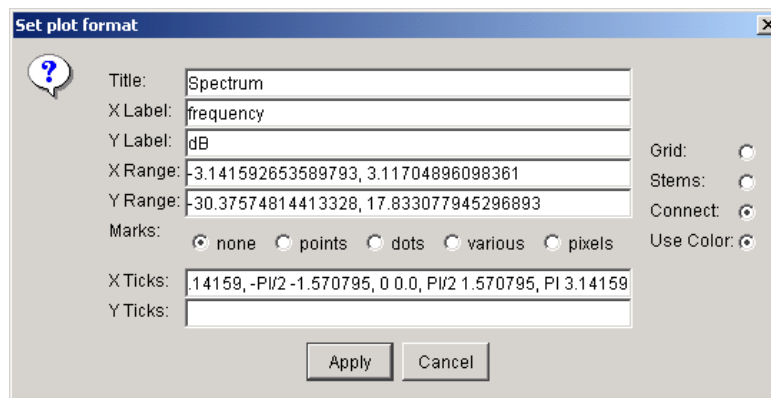 Set plot format
Title: Spectrum
X Label: frequency
Y Label: dB
X Range: -3.141592653589793, 3.11704896098361
Y Range: -30.37574814413328, 17.833077945296893
Marks: none points dots various pixels
X Ticks: .14159, -PI/2 -1.570795, 0 0.0, PI/2 1.570795, PI 3.14159
Y Ticks:
Grid:
Stems:
Connect:
Use Color:
Apply Cancel